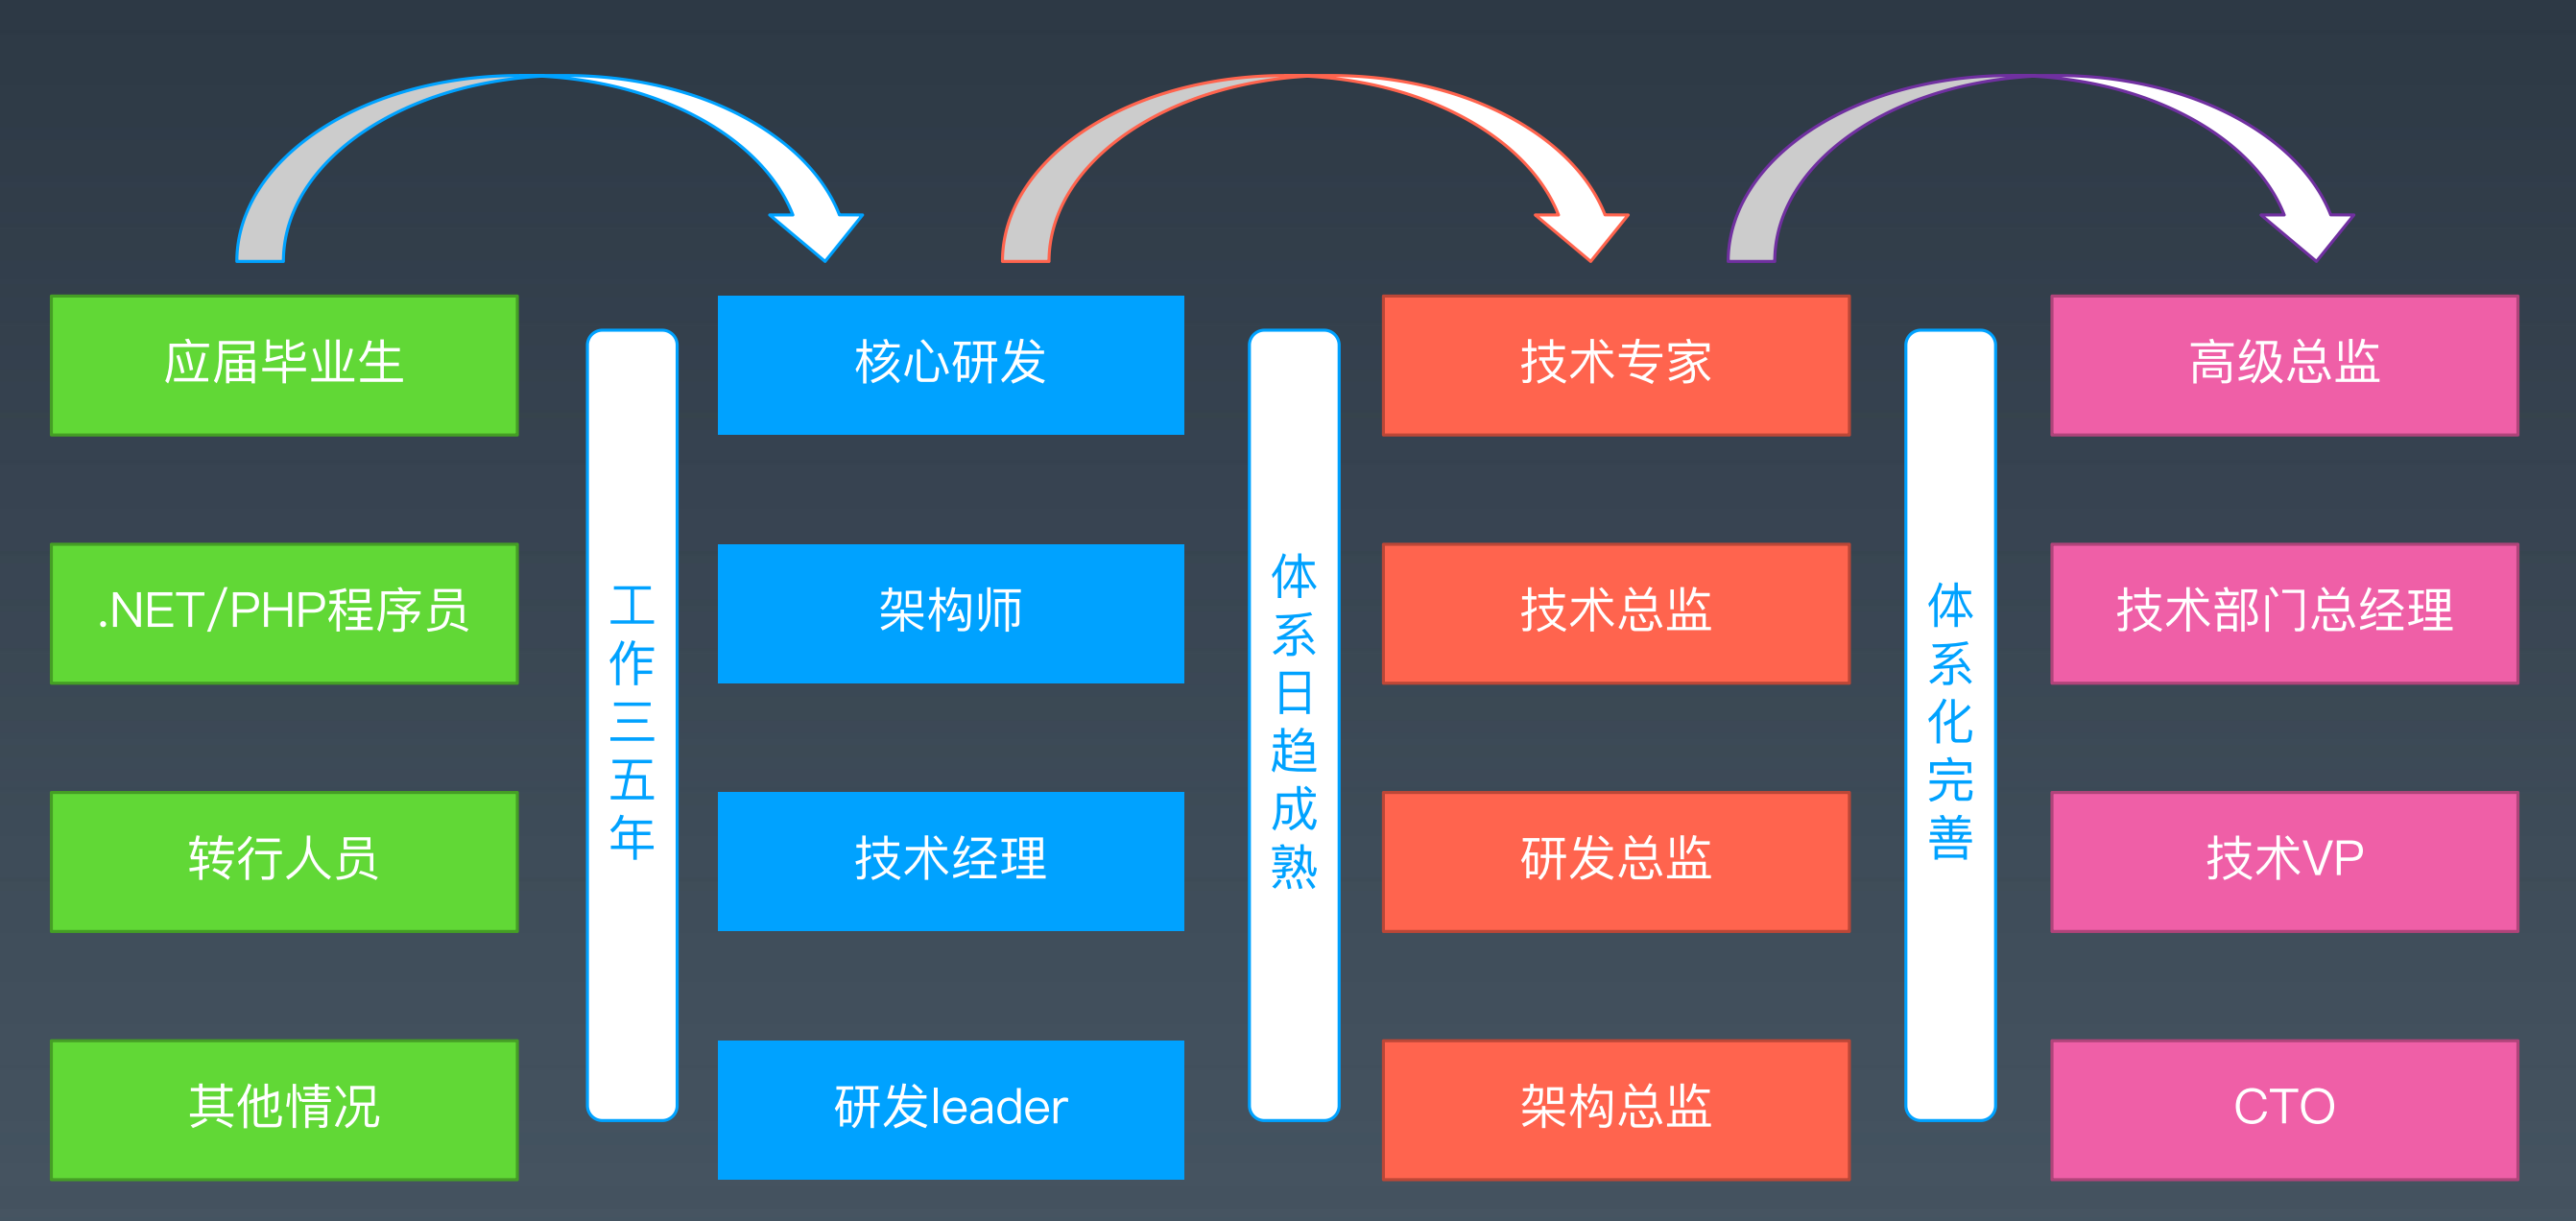 应届毕业生
.NET/PHP程序员
转行人员
其他情况
工作三五年
核心研发
架构师
技术经理
研发leader
体系日趋成熟
技术专家
技术总监
研发总监
架构总监
体系化完善
高级总监
技术部门总经理
技术VP
CTO